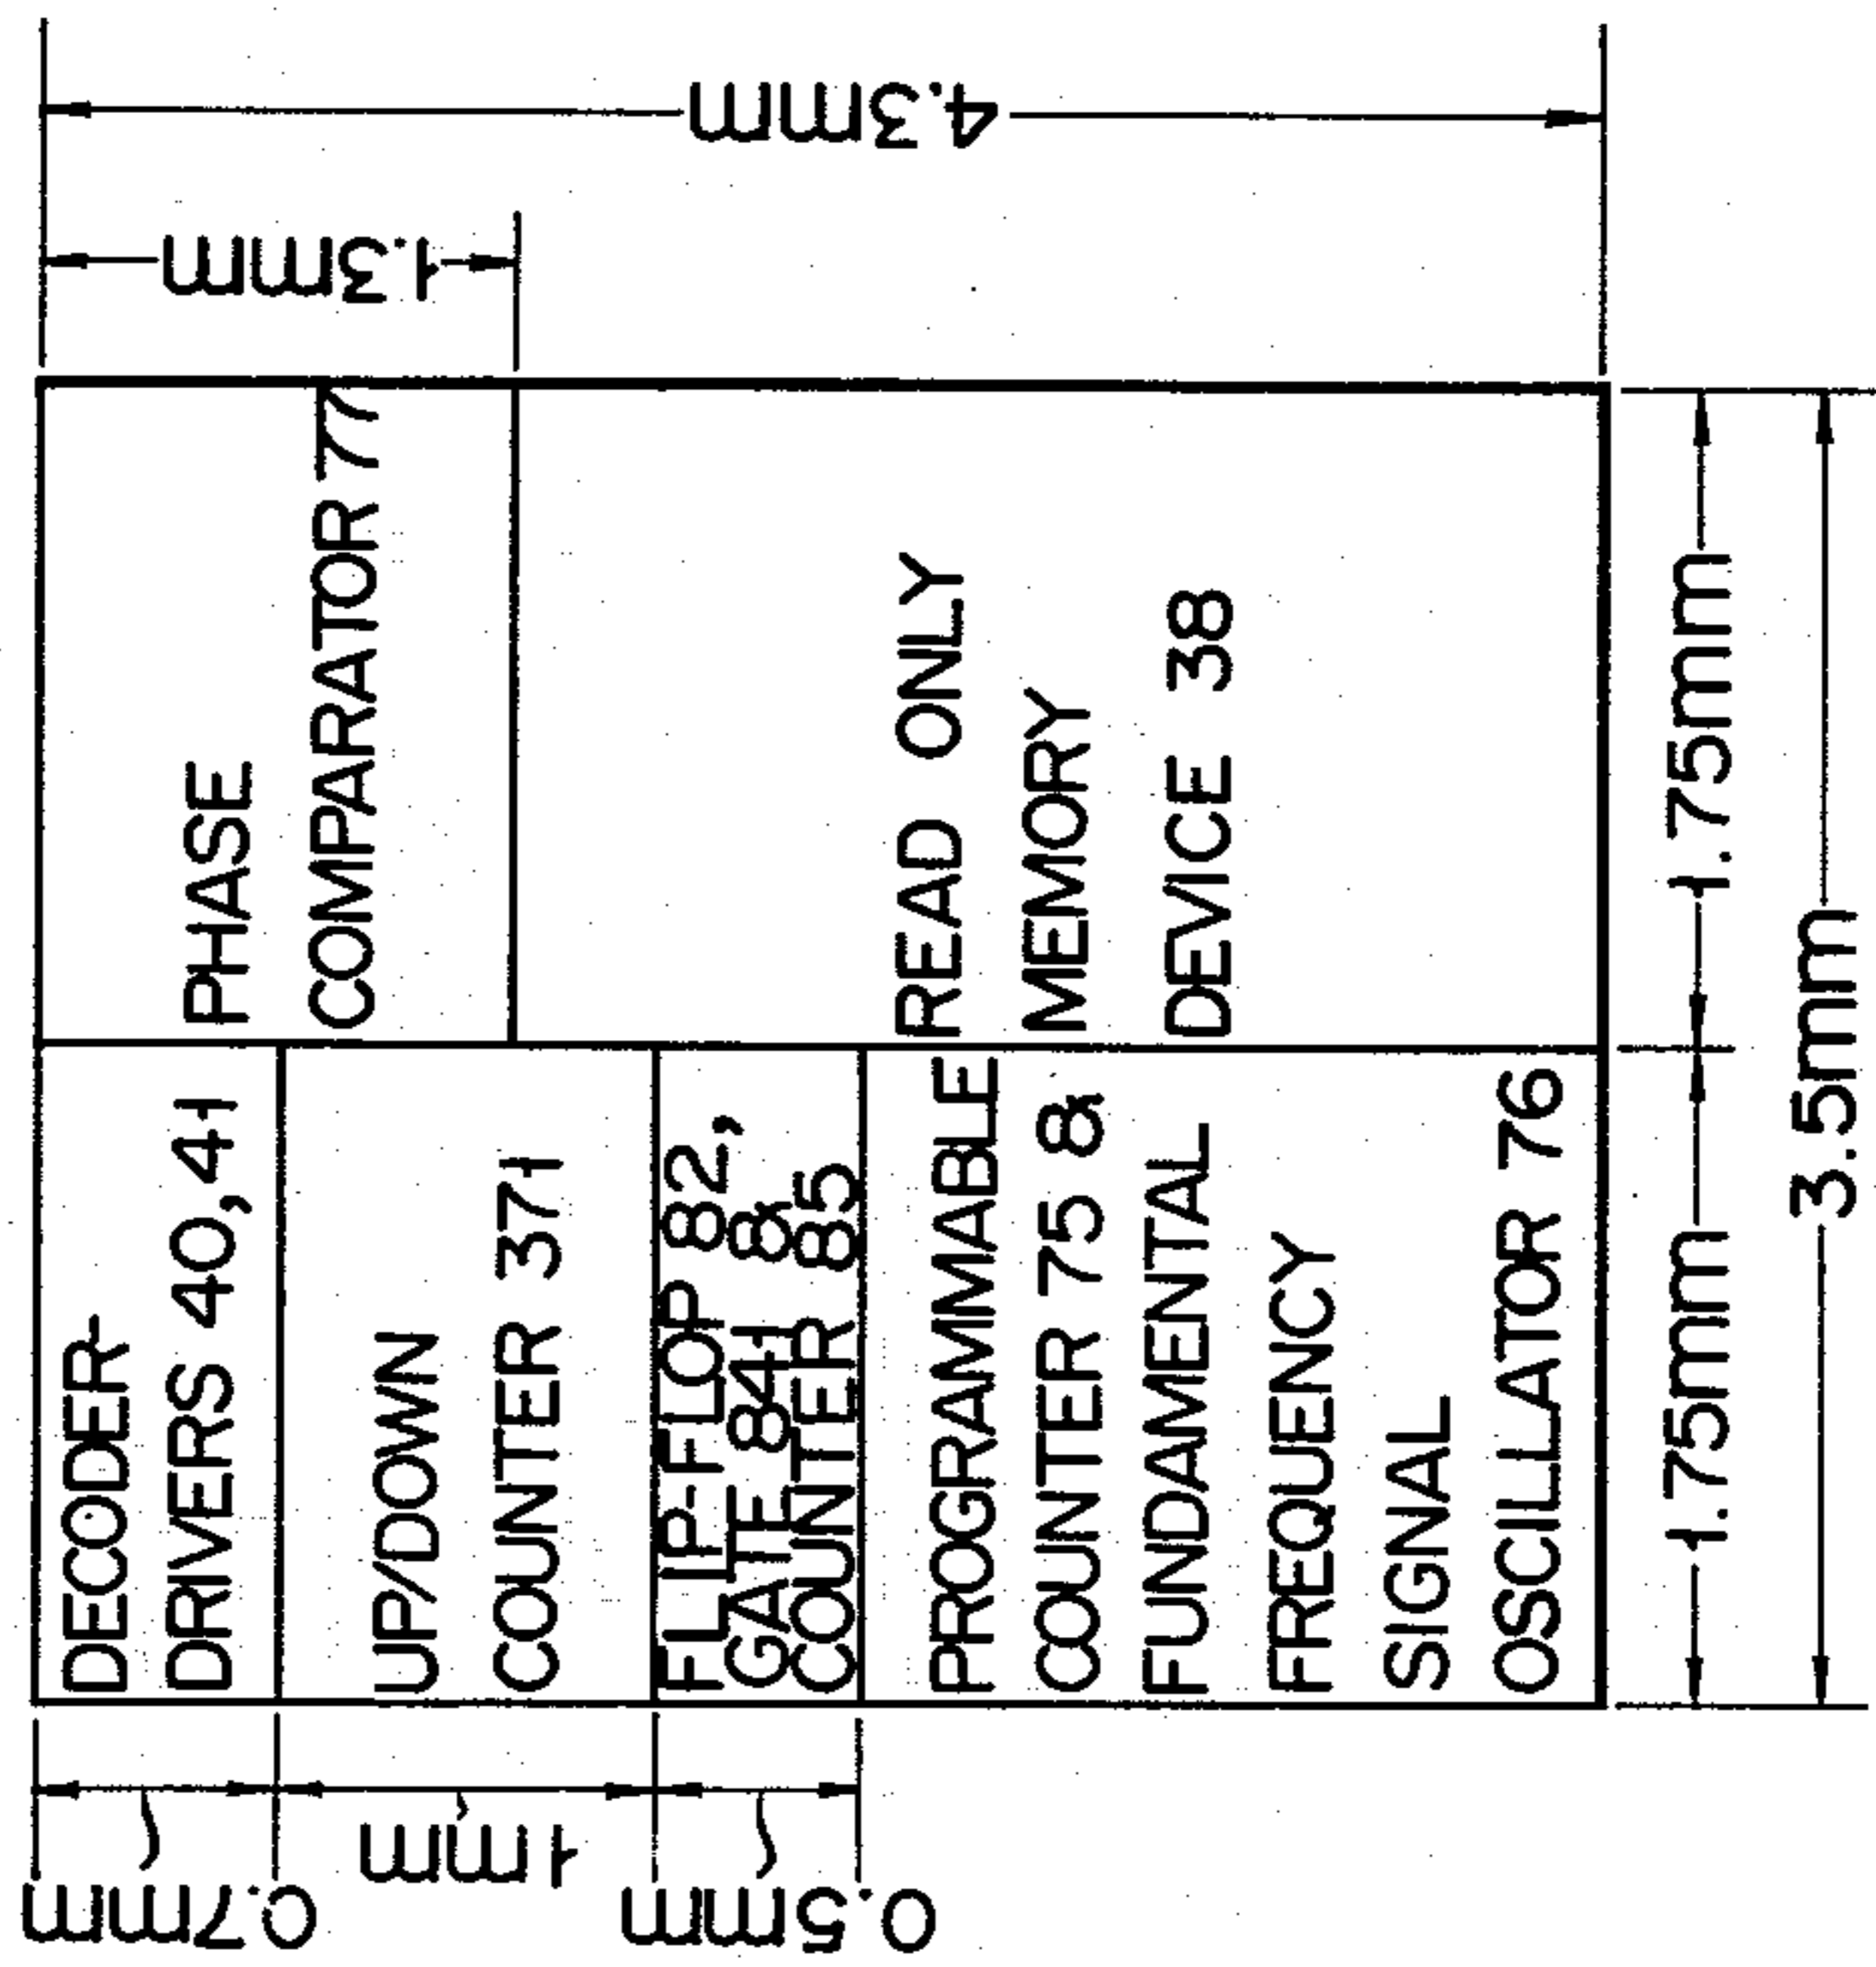 4.3mm
1.3mm
PHASE
COMPARATOR 77
READ ONLY
MEMORY
DEVICE 38
DECODER-
DRIVERS 40,41
UP/DOWN
COUNTER 371
FLIP-FLOP 82,
GATE 841 &
COUNTER 85
PROGRAMMABLE
COUNTER 75 &
FUNDAMENTAL
FREQUENCY
SIGNAL
OSCILLATOR 76
0.7mm
1mm
0.5mm
1.75mm
1.75mm
3.5mm